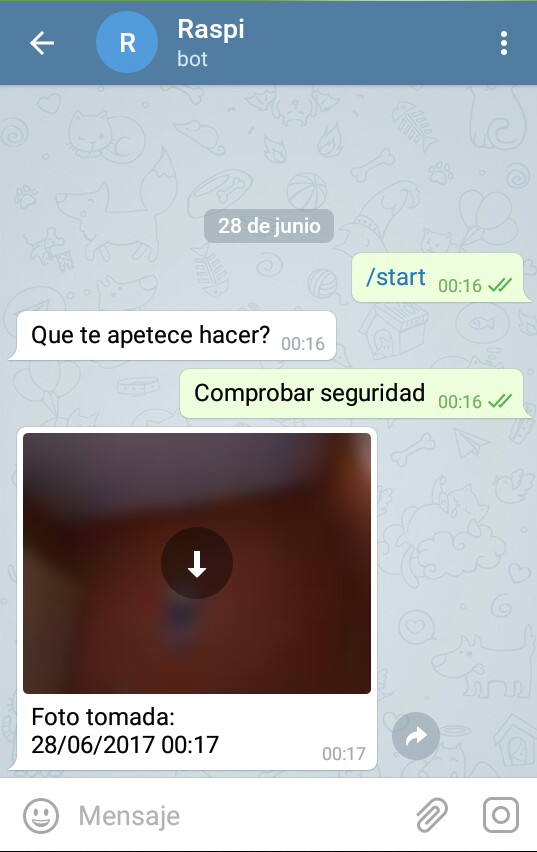 R
Raspi
bot
28 de junio
/start 00:16
Que te apetece hacer? 00:16
Comprobar seguridad 00:16
Foto tomada:
28/06/2017 00:17 00:17
Mensaje